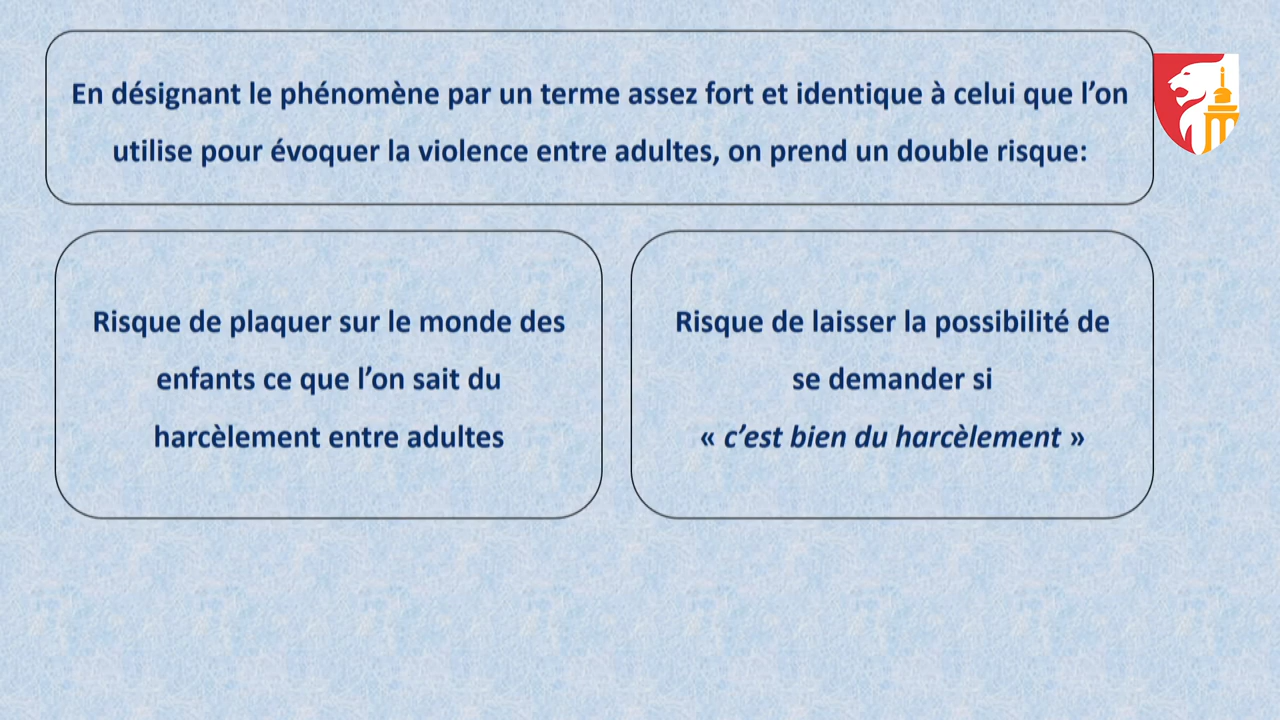 En désignant le phénomène par un terme assez fort et identique à celui que l’on
utilise pour évoquer la violence entre adultes, on prend un double risque:
Risque de plaquer sur le monde des
enfants ce que l’on sait du
harcèlement entre adultes
Risque de laisser la possibilité de
se demander si
« c’est bien du harcèlement »